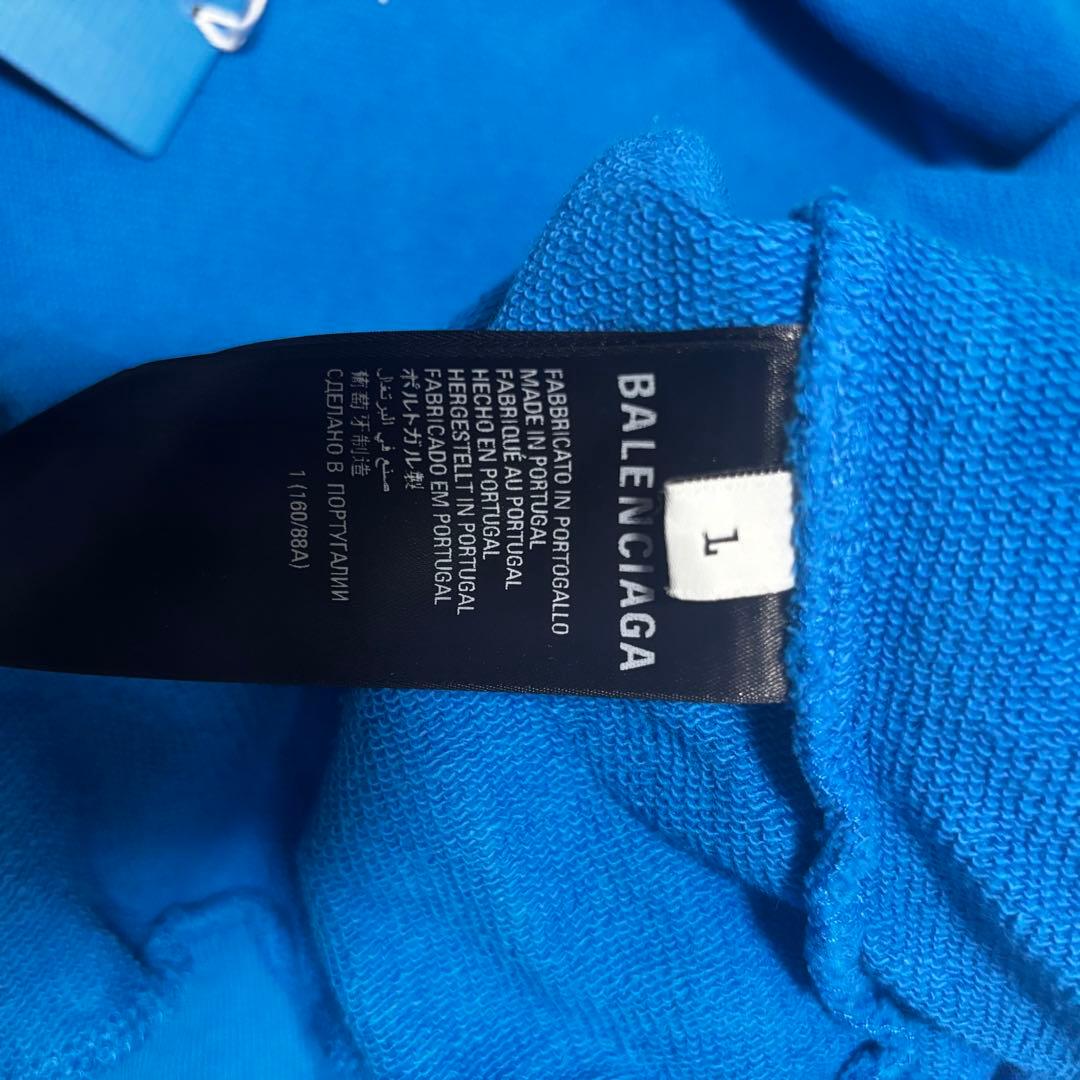 1
BALENCIAGA
FABBRICATO IN PORTOGALLO
MADE IN PORTUGAL
FABRIQUÉ AU PORTUGAL
HECHO EN PORTUGAL
HERGESTELLT IN PORTUGAL
FABRICADO EM PORTUGAL
ポルトガル製
صنع في البرتغال
葡萄牙制造
СДЕЛАНО В ПОРТУГАЛИИ
1 (160/88A)